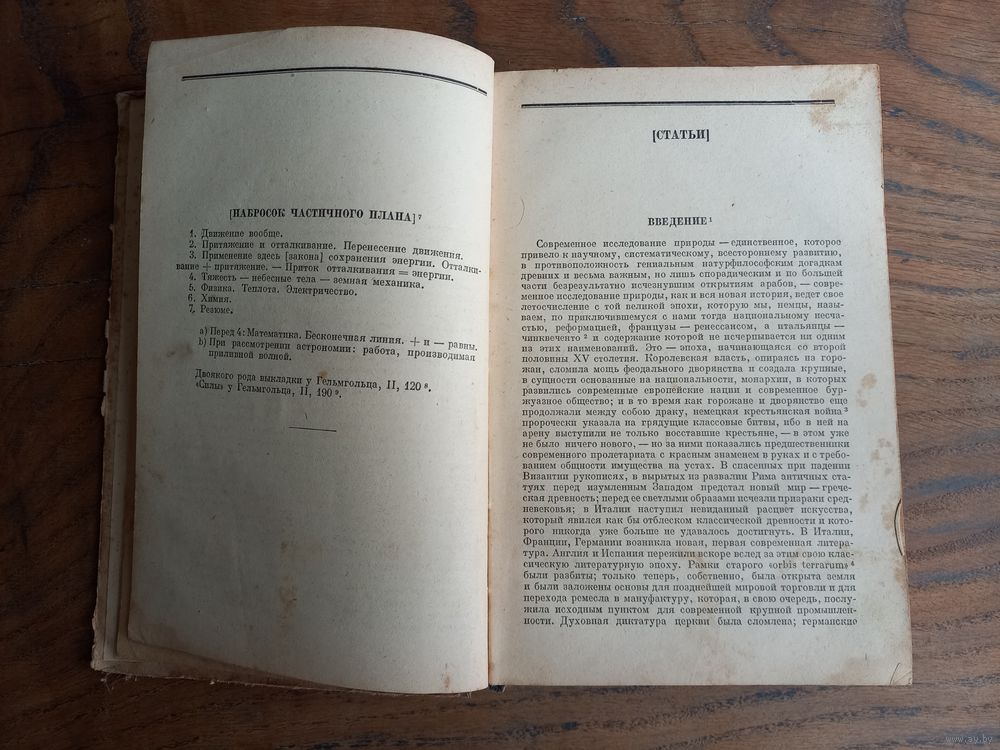 [НАБРОСОК ЧАСТИЧНОГО ПЛАНА]⁷
1. Движение вообще.
2. Притяжение и отталкивание. Перенесение движения.
3. Применение здесь [закона] сохранения энергии. Отталки-
вание + притяжение. — Приток отталкивания = энергии.
4. Тяжесть — небесные тела — земная механика.
5. Физика. Теплота. Электричество.
6. Химия.
7. Резюме.
а) Перед 4: Математика. Бесконечная линия. + и — равны.
b) При рассмотрении астрономии: работа, производимая
приливной волной.
Двоякого рода выкладки у Гельмгольца, II, 120⁸.
«Силы» у Гельмгольца, II, 190⁹.
[СТАТЬИ]
ВВЕДЕНИЕ¹
Современное исследование природы — единственное, которое
привело к научному, систематическому, всестороннему развитию,
в противоположность гениальным натурфилософским догадкам
древних и весьма важным, но лишь спорадическим и по большей
части безрезультатно исчезнувшим открытиям арабов, — совре-
менное исследование природы, как и вся новая история, ведет свое
летосчисление с той великой эпохи, которую мы, немцы, назы-
ваем, по приключившемуся с нами тогда национальному несча-
стью, реформацией, французы — ренессансом, а итальянцы —
чинквеченто² и содержание которой не исчерпывается ни одним
из этих наименований. Это — эпоха, начинающаяся со второй
половины XV столетия. Королевская власть, опираясь на горо-
жан, сломила мощь феодального дворянства и создала крупные,
в сущности основанные на национальности, монархии, в которых
развились современные европейские нации и современное бур-
жуазное общество; и в то время как горожане и дворянство еще
продолжали между собою драку, немецкая крестьянская война³
пророчески указала на грядущие классовые битвы, ибо в ней на
арену выступили не только восставшие крестьяне, — в этом уже
не было ничего нового, — но за ними показались предшественники
современного пролетариата с красным знаменем в руках и с требо-
ванием общности имущества на устах. В спасенных при падении
Византии рукописях, в вырытых из развалин Рима античных ста-
туях перед изумленным Западом предстал новый мир — грече-
ская древность; перед ее светлыми образами исчезли призраки сред-
невековья; в Италии наступил невиданный расцвет искусства,
который явился как бы отблеском классической древности и кото-
рого никогда уже больше не удавалось достигнуть. В Италии,
Франции, Германии возникла новая, первая современная литера-
тура. Англия и Испания пережили вскоре вслед за этим свою клас-
сическую литературную эпоху. Рамки старого «orbis terrarum»⁴
были разбиты; только теперь, собственно, была открыта земля
и были заложены основы для позднейшей мировой торговли и для
перехода ремесла в мануфактуру, которая, в свою очередь, послу-
жила исходным пунктом для современной крупной промышлен-
ности. Духовная диктатура церкви была сломлена; германские
www.ay.by